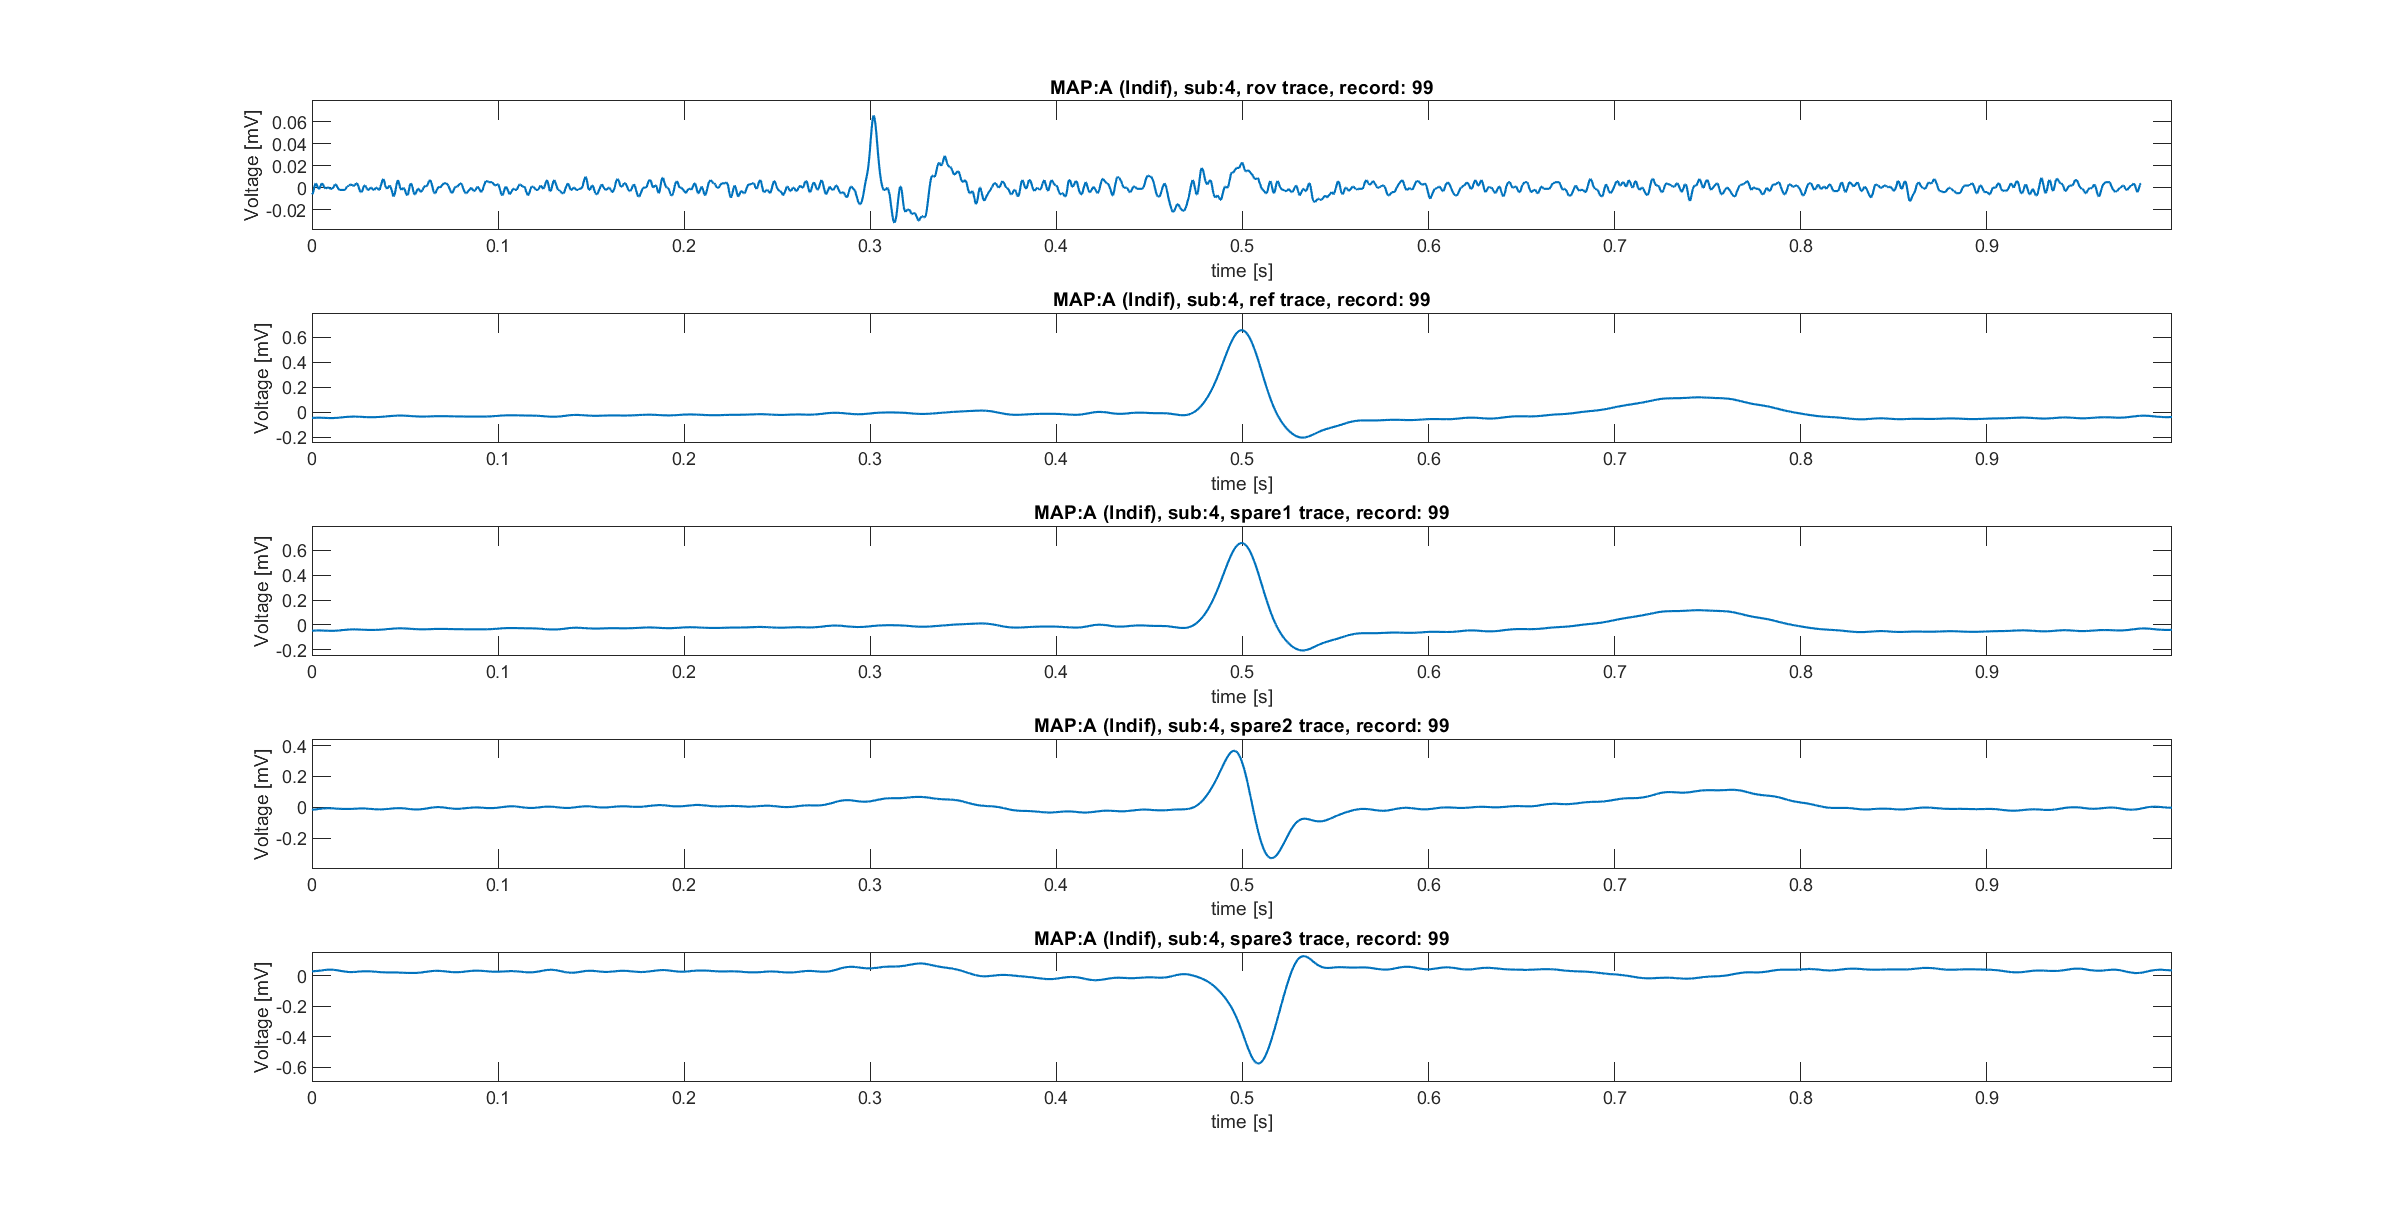 MAP:A (Indif), sub:4, rov trace, record: 99
Voltage [mV]
0.06
0.04
0.02
0
-0.02
0 0.1 0.2 0.3 0.4 0.5 0.6 0.7 0.8 0.9
time [s]
MAP:A (Indif), sub:4, ref trace, record: 99
Voltage [mV]
0.6
0.4
0.2
0
-0.2
0 0.1 0.2 0.3 0.4 0.5 0.6 0.7 0.8 0.9
time [s]
MAP:A (Indif), sub:4, spare1 trace, record: 99
Voltage [mV]
0.6
0.4
0.2
0
-0.2
0 0.1 0.2 0.3 0.4 0.5 0.6 0.7 0.8 0.9
time [s]
MAP:A (Indif), sub:4, spare2 trace, record: 99
Voltage [mV]
0.4
0.2
0
-0.2
0 0.1 0.2 0.3 0.4 0.5 0.6 0.7 0.8 0.9
time [s]
MAP:A (Indif), sub:4, spare3 trace, record: 99
Voltage [mV]
0
-0.2
-0.4
-0.6
0 0.1 0.2 0.3 0.4 0.5 0.6 0.7 0.8 0.9
time [s]